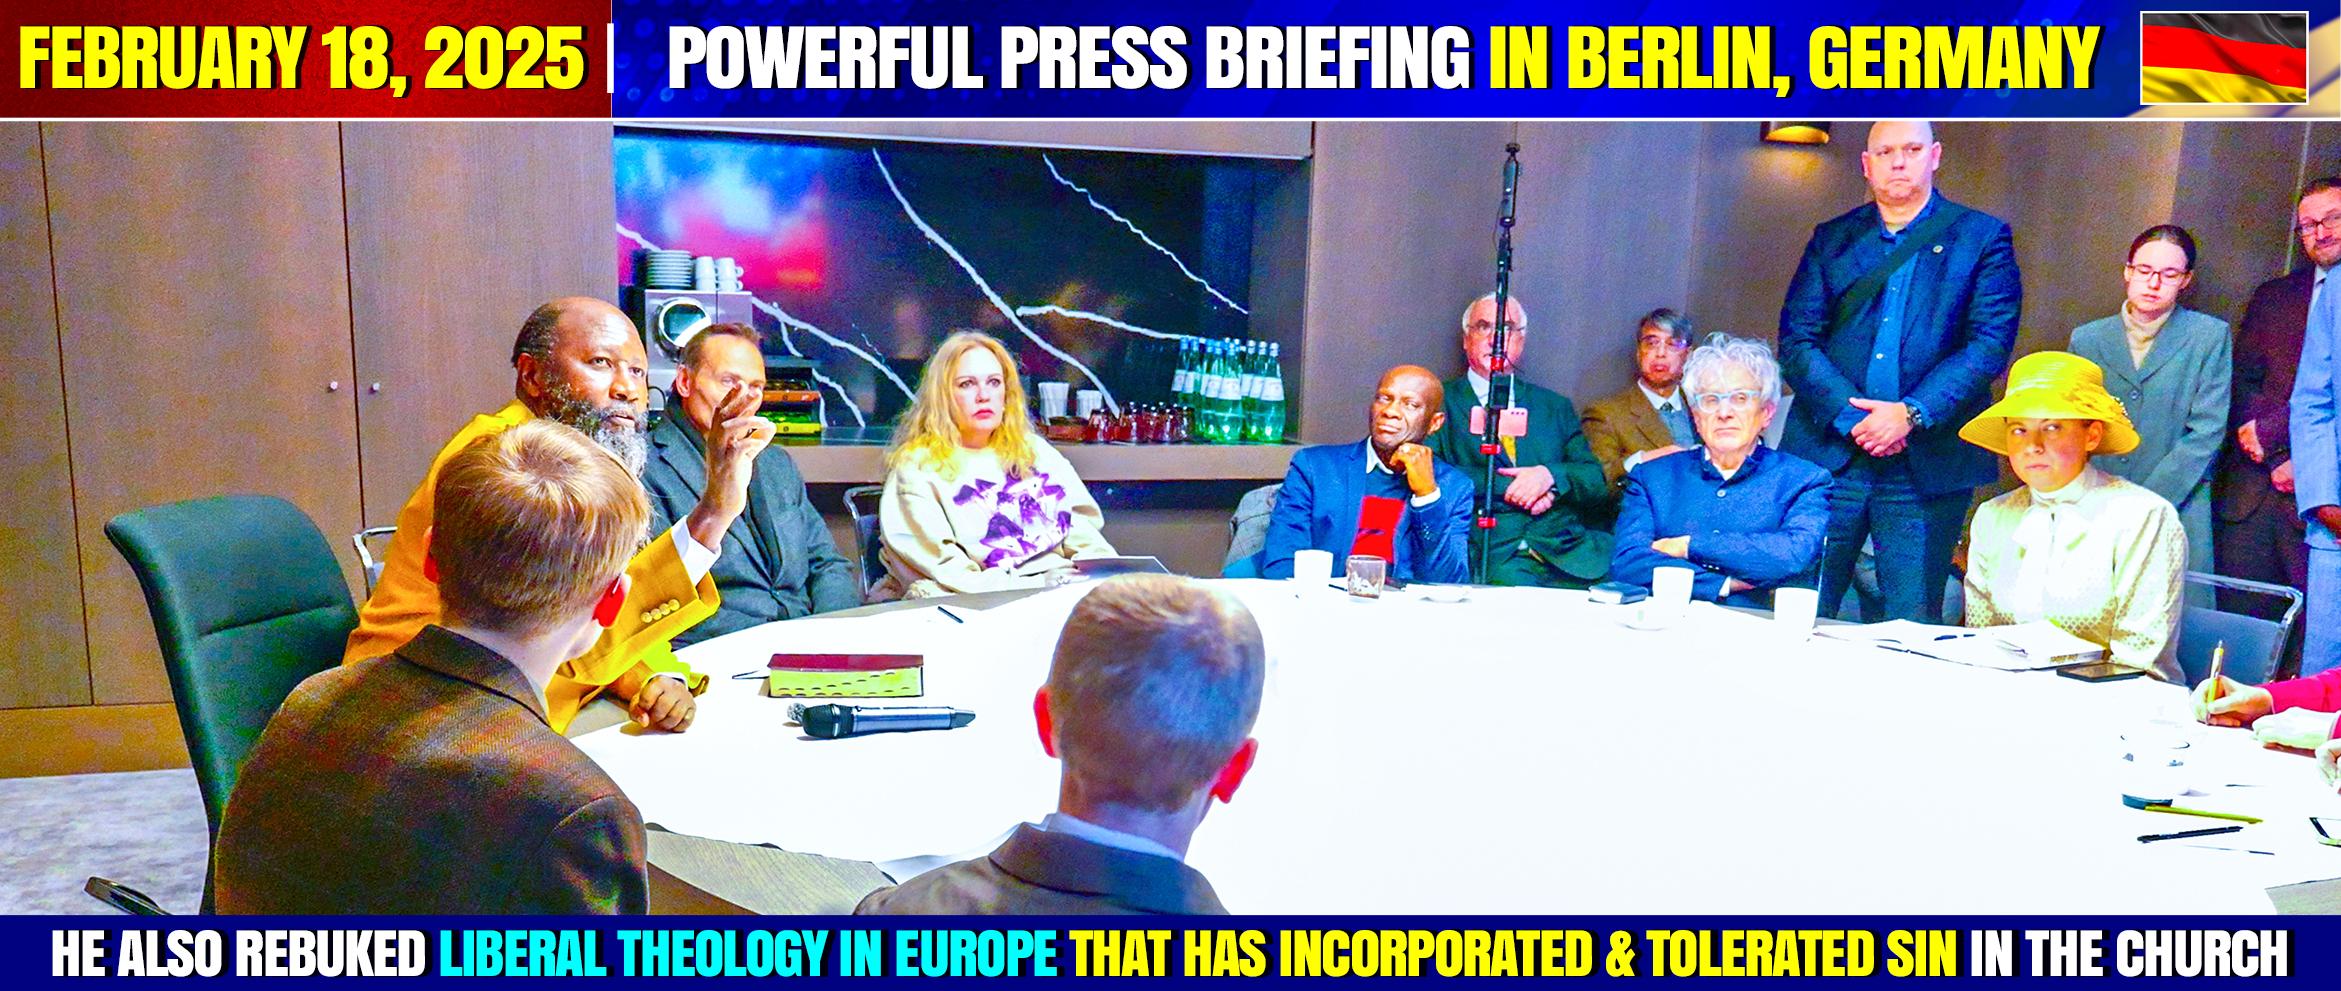 FEBRUARY 18, 2025 | POWERFUL PRESS BRIEFING IN BERLIN, GERMANY
HE ALSO REBUKED LIBERAL THEOLOGY IN EUROPE THAT HAS INCORPORATED & TOLERATED SIN IN THE CHURCH